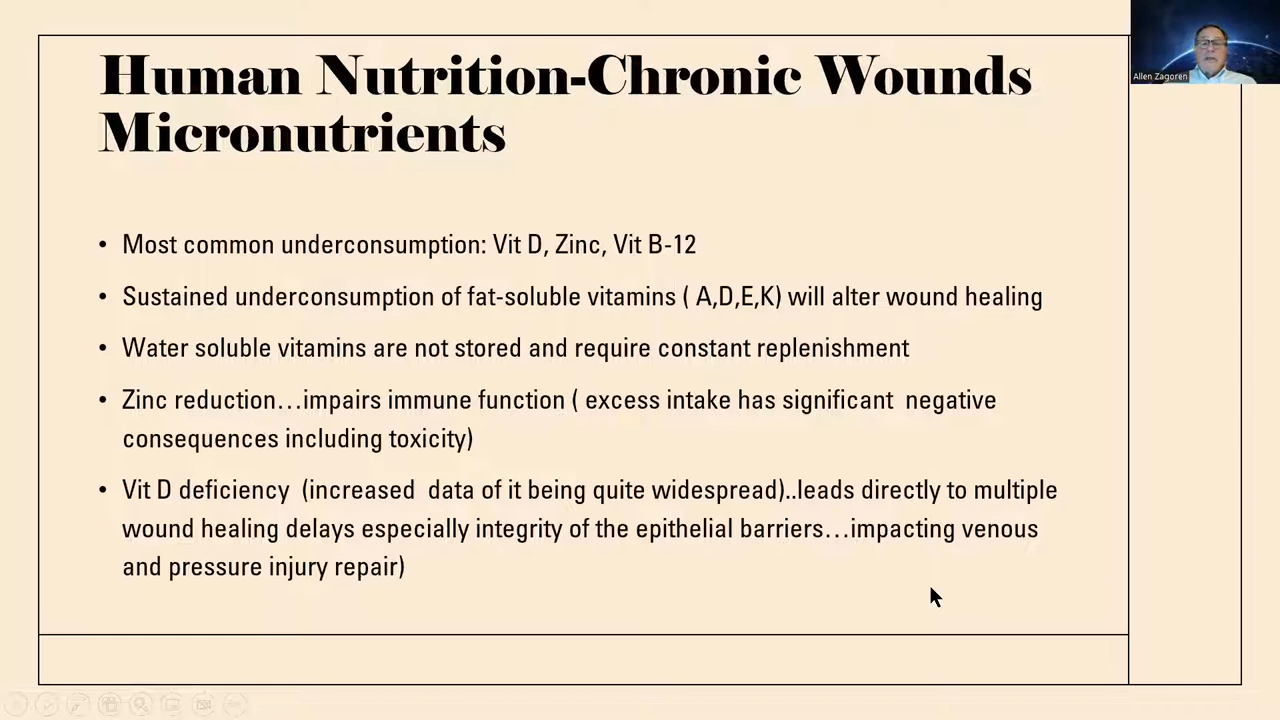 Human Nutrition-Chronic Wounds
Micronutrients
Allen Zagoren
• Most common underconsumption: Vit D, Zinc, Vit B-12
• Sustained underconsumption of fat-soluble vitamins ( A,D,E,K) will alter wound healing
• Water soluble vitamins are not stored and require constant replenishment
• Zinc reduction…impairs immune function ( excess intake has significant negative
consequences including toxicity)
• Vit D deficiency (increased data of it being quite widespread)..leads directly to multiple
wound healing delays especially integrity of the epithelial barriers…impacting venous
and pressure injury repair)